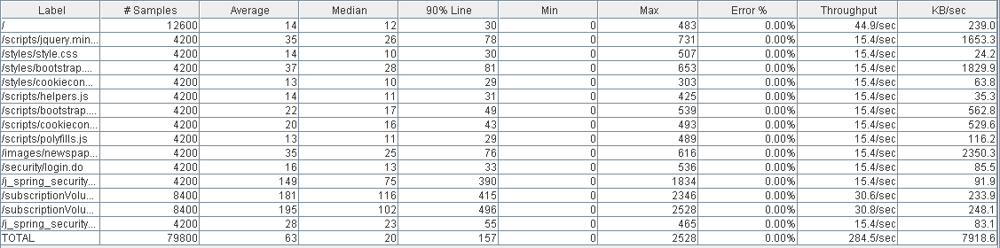 Label # Samples Average Median 90% Line Min Max Error % Throughput KB/sec
/ 12600 14 12 30 0 483 0.00% 44.9/sec 239.0
/scripts/jquery.min... 4200 35 26 78 0 731 0.00% 15.4/sec 1653.3
/styles/style.css 4200 14 10 30 0 507 0.00% 15.4/sec 24.2
/styles/bootstrap.... 4200 37 28 81 0 653 0.00% 15.4/sec 1829.9
/styles/cookiecon... 4200 13 10 29 0 303 0.00% 15.4/sec 63.8
/scripts/helpers.js 4200 14 11 31 0 425 0.00% 15.4/sec 35.3
/scripts/bootstrap.... 4200 22 17 49 0 539 0.00% 15.4/sec 562.8
/scripts/cookiecon... 4200 20 16 43 0 493 0.00% 15.4/sec 529.6
/scripts/polyfills.js 4200 13 11 29 0 489 0.00% 15.4/sec 116.2
/images/newspap... 4200 35 25 76 0 616 0.00% 15.4/sec 2350.3
/security/login.do 4200 16 13 33 0 536 0.00% 15.4/sec 85.5
/j_spring_security... 4200 149 75 390 0 1834 0.00% 15.4/sec 91.9
/subscriptionVolu... 8400 181 116 415 0 2346 0.00% 30.6/sec 233.9
/subscriptionVolu... 8400 195 102 496 0 2528 0.00% 30.8/sec 248.1
/j_spring_security... 4200 28 23 55 0 465 0.00% 15.4/sec 83.1
TOTAL 79800 63 20 157 0 2528 0.00% 284.5/sec 7918.6